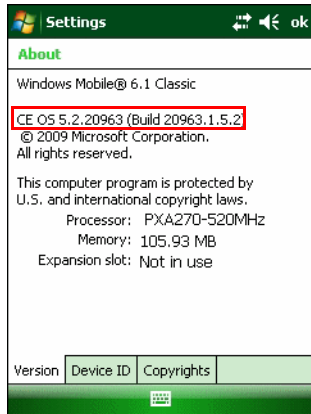 Settings
ok
About
Windows Mobile® 6.1 Classic
CE OS 5.2.20963 (Build 20963.1.5.2)
© 2009 Microsoft Corporation.
All rights reserved.
This computer program is protected by
U.S. and international copyright laws.
Processor: PXA270-520MHz
Memory: 105.93 MB
Expansion slot: Not in use
Version Device ID Copyrights